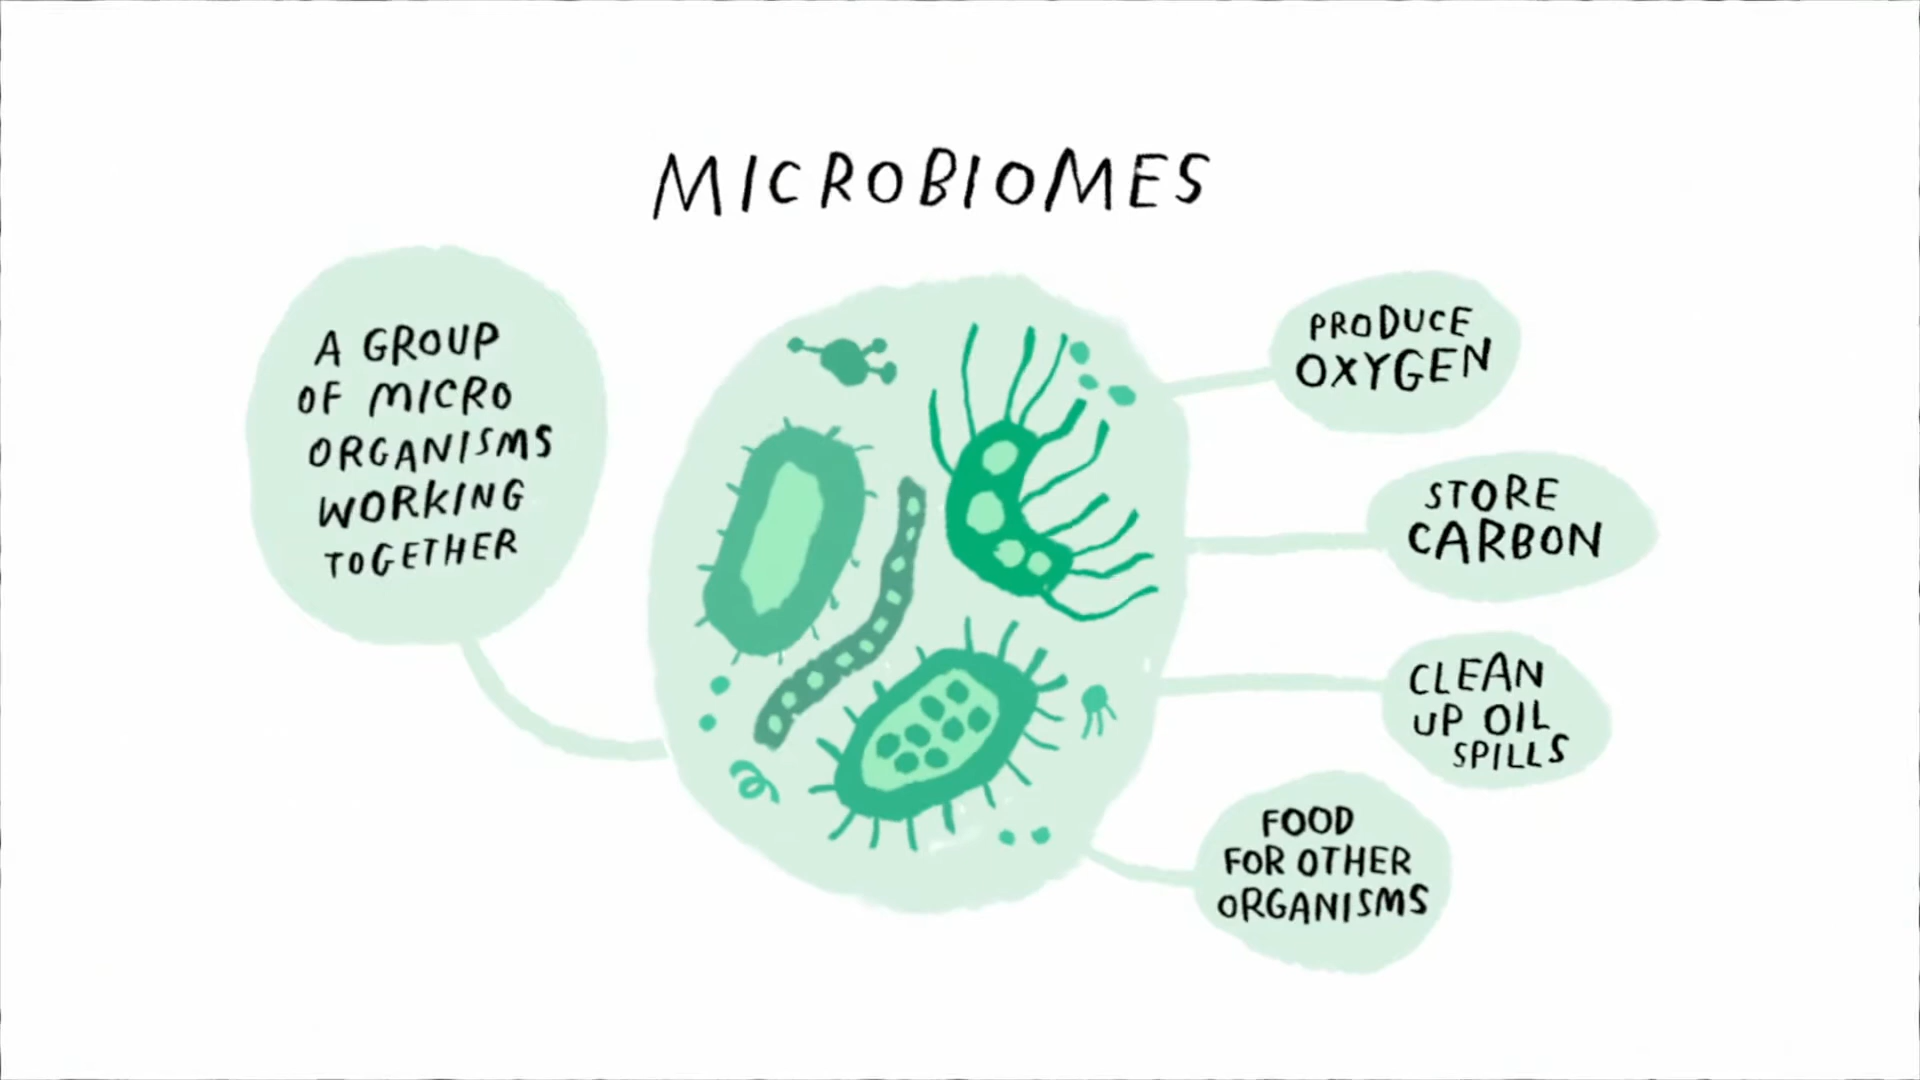 MICROBIOMES
A GROUP
OF MICRO
ORGANISMS
WORKING
TOGETHER
PRODUCE
OXYGEN
STORE
CARBON
CLEAN
UP OIL
SPILLS
FOOD
FOR OTHER
ORGANISMS